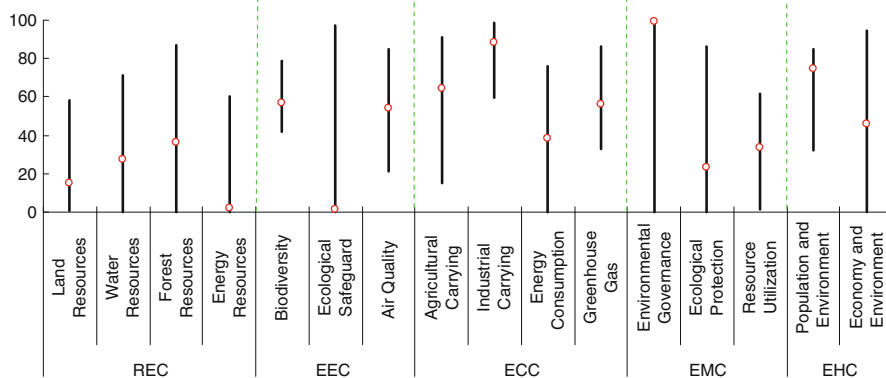 100
80
60
40
20
0
Land
Resources
Water
Resources
Forest
Resources
Energy
Resources
Biodiversity
Ecological
Safeguard
Air Quality
Agricultural
Carrying
Industrial
Carrying
Energy
Consumption
Greenhouse
Gas
Environmental
Governance
Ecological
Protection
Resource
Utilization
Population and
Environment
Economy and
Environment
REC
EEC
ECC
EMC
EHC